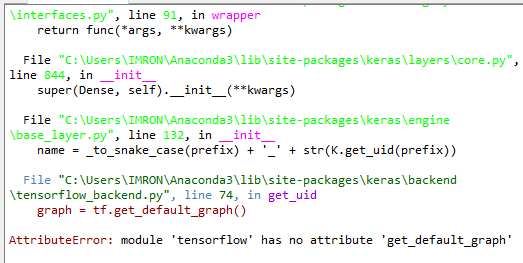 \interfaces.py", line 91, in wrapper
    return func(*args, **kwargs)
  File "C:\Users\IMRON\Anaconda3\lib\site-packages\keras\layers\core.py",
line 844, in __init__
    super(Dense, self).__init__(**kwargs)
  File "C:\Users\IMRON\Anaconda3\lib\site-packages\keras\engine
\base_layer.py", line 132, in __init__
    name = _to_snake_case(prefix) + '_' + str(K.get_uid(prefix))
  File "C:\Users\IMRON\Anaconda3\lib\site-packages\keras\backend
\tensorflow_backend.py", line 74, in get_uid
    graph = tf.get_default_graph()
AttributeError: module 'tensorflow' has no attribute 'get_default_graph'